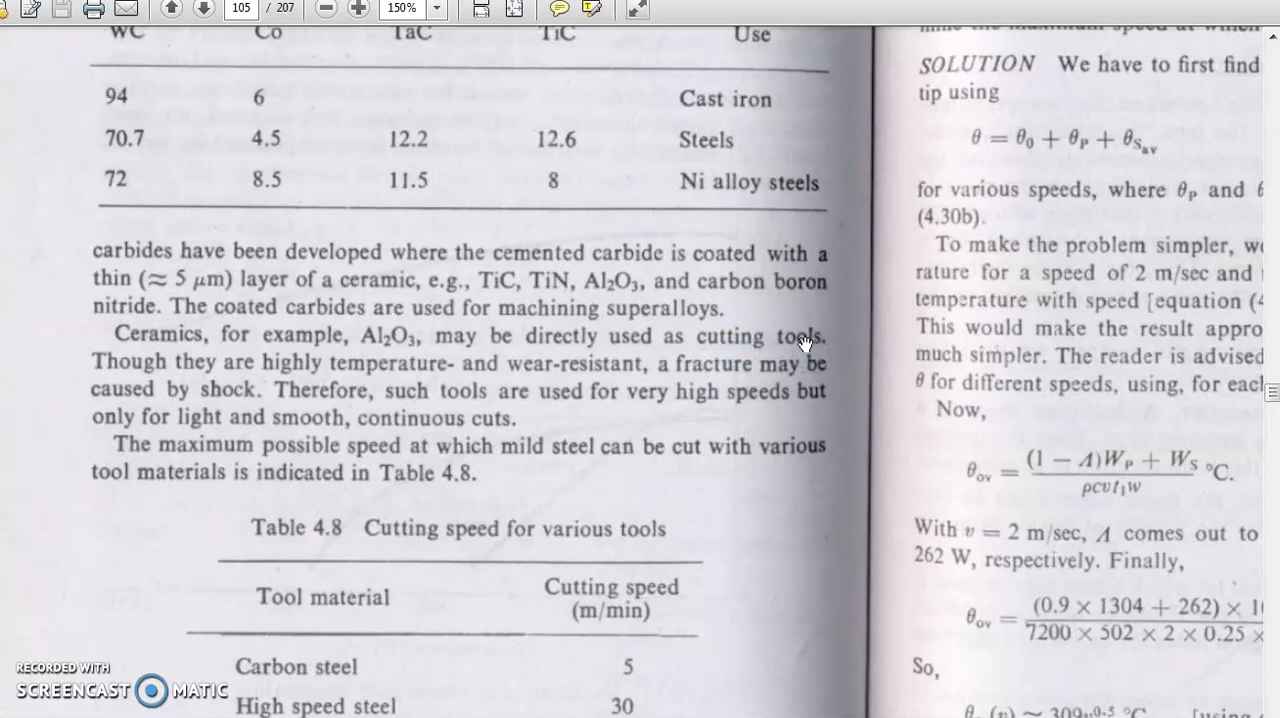 105 / 207 150%
WC Co TaC TiC Use
94 6 Cast iron
70.7 4.5 12.2 12.6 Steels
72 8.5 11.5 8 Ni alloy steels
carbides have been developed where the cemented carbide is coated with a
thin (≈ 5 μm) layer of a ceramic, e.g., TiC, TiN, Al₂O₃, and carbon boron
nitride. The coated carbides are used for machining superalloys.
Ceramics, for example, Al₂O₃, may be directly used as cutting tools.
Though they are highly temperature- and wear-resistant, a fracture may be
caused by shock. Therefore, such tools are used for very high speeds but
only for light and smooth, continuous cuts.
The maximum possible speed at which mild steel can be cut with various
tool materials is indicated in Table 4.8.
Table 4.8 Cutting speed for various tools
Tool material Cutting speed
(m/min)
Carbon steel 5
High speed steel 30
SOLUTION We have to first find
tip using
θ = θ₀ + θₚ + θS_av
for various speeds, where θₚ and
(4.30b).
To make the problem simpler, w
rature for a speed of 2 m/sec and
temperature with speed [equation (4
This would make the result appro
much simpler. The reader is advised
θ for different speeds, using, for eac
Now,
θ_ov = (1 − Λ)W_P + W_S / ρcvt₁w °C.
With v = 2 m/sec, Λ comes out to
262 W, respectively. Finally,
θ_ov = (0.9 × 1304 + 262) × 1 / 7200 × 502 × 2 × 0.25 ×
So,
RECORDED WITH
SCREENCAST MATIC